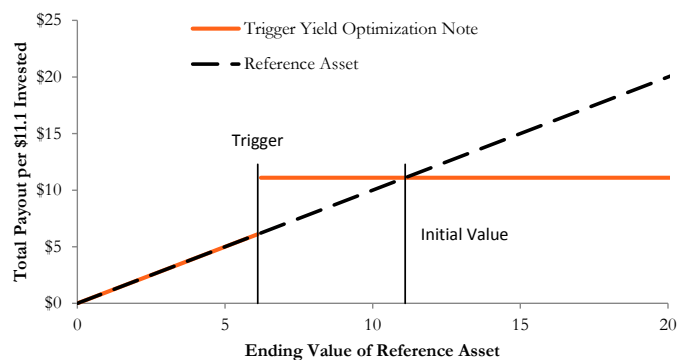 $25
Trigger Yield Optimization Note
Reference Asset
$20
$15
Trigger
$10
Initial Value
$5
$0
0
5
10
15
20
Total Payout per $11.1 Invested
Ending Value of Reference Asset